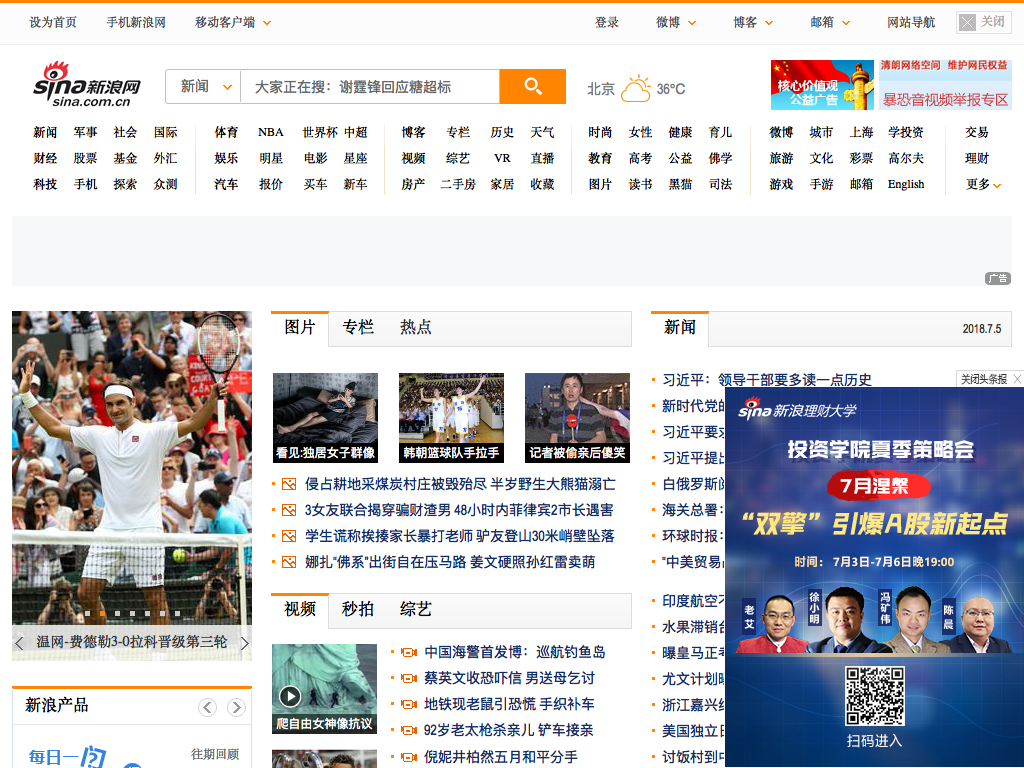 设为首页 手机新浪网 移动客户端 登录 微博 博客 邮箱 网站导航 关闭
sina新浪网
sina.com.cn
新闻 大家正在搜：谢霆锋回应糖超标
北京 36°C
核心价值观
公益广告
清朗网络空间 维护网民权益
暴恐音视频举报专区
新闻 军事 社会 国际 体育 NBA 世界杯 中超 博客 专栏 历史 天气 时尚 女性 健康 育儿 微博 城市 上海 学投资 交易
财经 股票 基金 外汇 娱乐 明星 电影 星座 视频 综艺 VR 直播 教育 高考 公益 佛学 旅游 文化 彩票 高尔夫 理财
科技 手机 探索 众测 汽车 报价 买车 新车 房产 二手房 家居 收藏 图片 读书 黑猫 司法 游戏 手游 邮箱 English 更多
广告
温网-费德勒3-0拉科晋级第三轮
新浪产品
每日一
往期回顾
图片 专栏 热点
看见:独居女子群像
韩朝篮球队手拉手
记者被偷亲后傻笑
侵占耕地采煤炭村庄被毁殆尽 半岁野生大熊猫溺亡
3女友联合揭穿骗财渣男 48小时内菲律宾2市长遇害
学生谎称挨揍家长暴打老师 驴友登山30米峭壁坠落
娜扎“佛系”出街自在压马路 姜文硬照孙红雷卖萌
视频 秒拍 综艺
爬自由女神像抗议
中国海警首发博：巡航钓鱼岛
蔡英文收恐吓信 男送母乞讨
地铁现老鼠引恐慌 手织补车
92岁老太枪杀亲儿 铲车接亲
倪妮井柏然五月和平分手
新闻 2018.7.5
习近平：领导干部要多读一点历史
新时代党的
习近平要求
习近平提出
白俄罗斯
海关总署：
环球时报：
“中美贸易
印度航空
水果滞销
曝皇马正
尤文计划
浙江嘉兴
美国独立日
讨饭村到中
关闭头条报
sina新浪理财大学
投资学院夏季策略会
7月涅槃
“双擎”引爆A股新起点
时间： 7月3日-7月6日晚19:00
老艾 徐小明 冯矿伟 陈晨
扫码进入